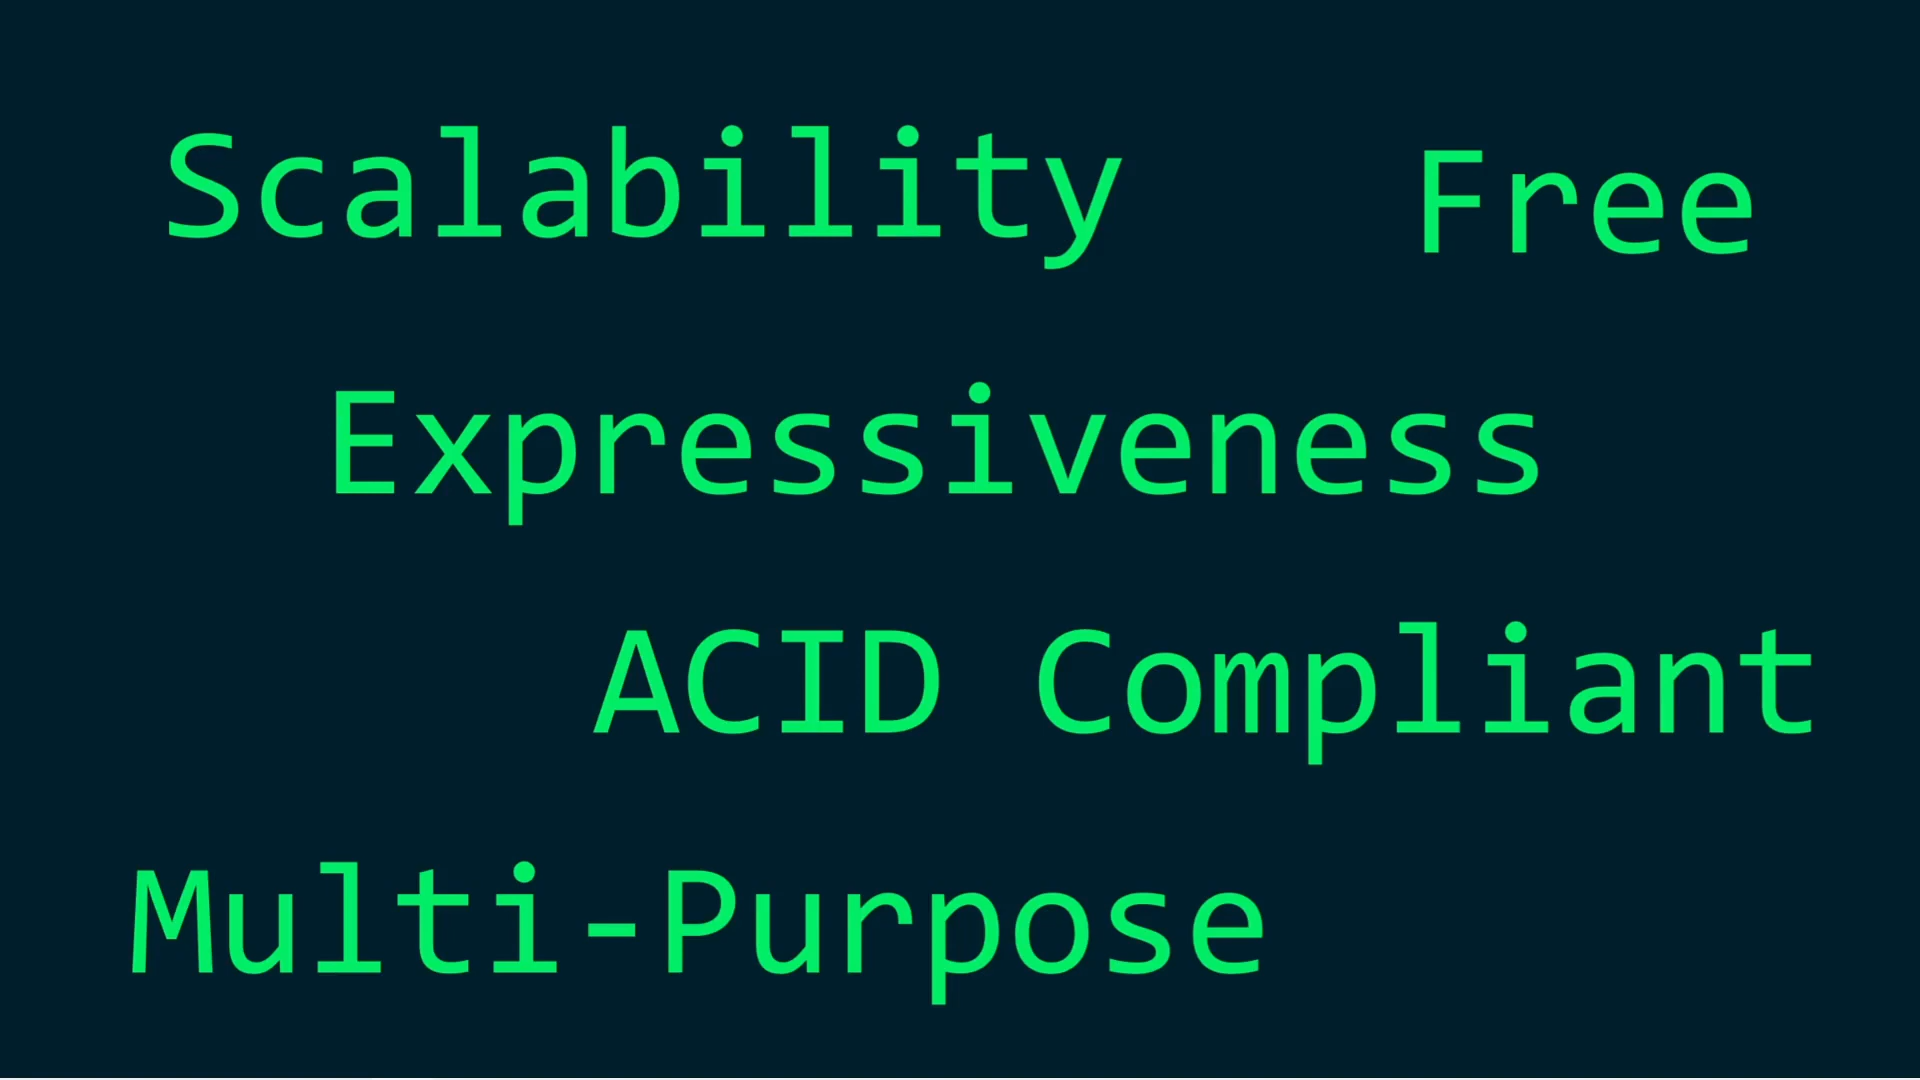 Scalability
Free
Expressiveness
ACID Compliant
Multi-Purpose